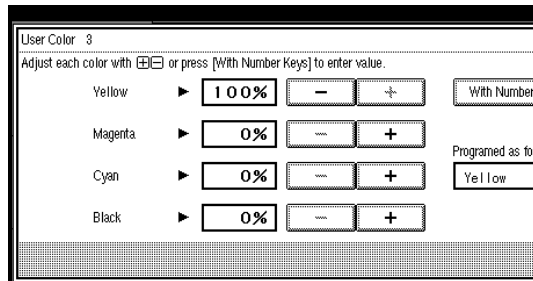 User Color 3
Adjust each color with ⊞⊟ or press [With Number Keys] to enter value.
Yellow ► 100% − + With Number
Magenta ► 0% − +
Programed as fo
Cyan ► 0% − + Yellow
Black ► 0% − +